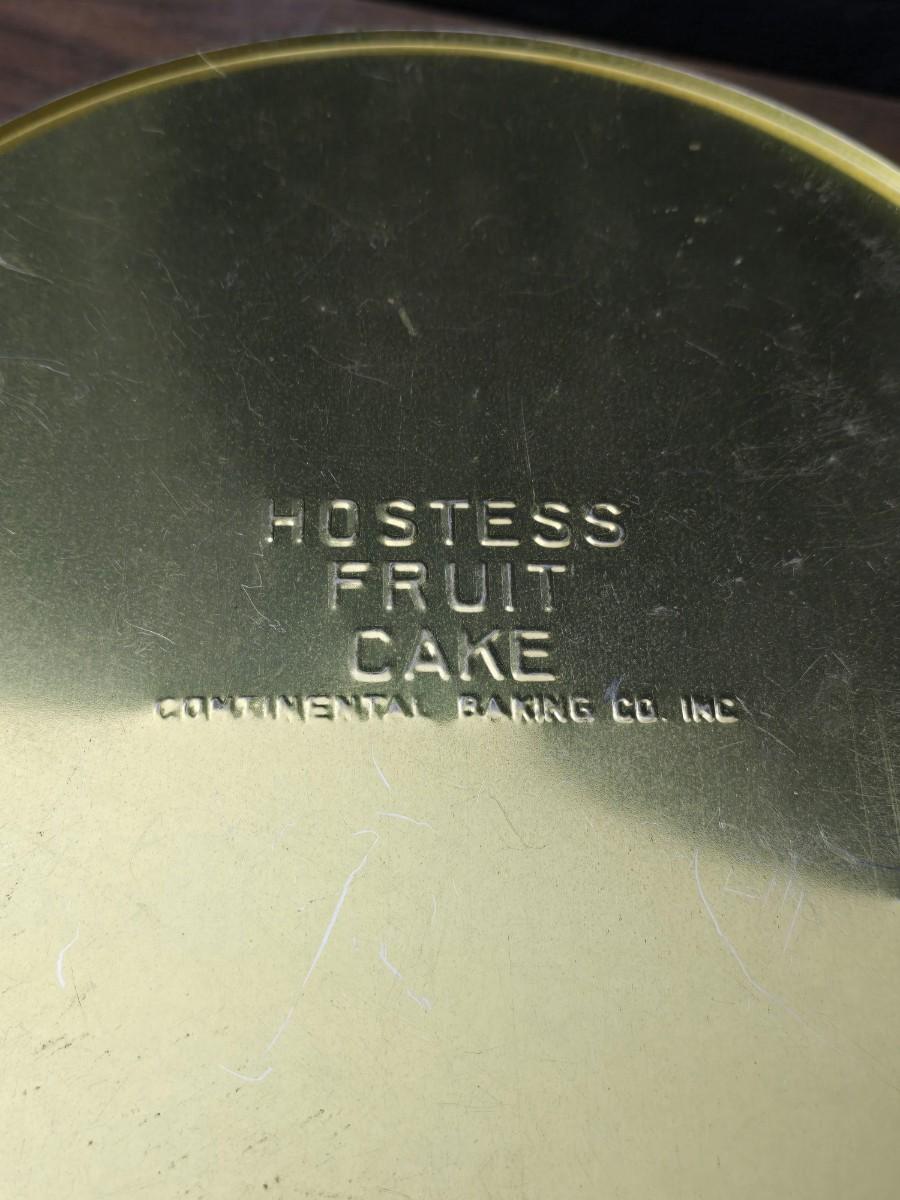 HOSTESS
FRUIT
CAKE
CONTINENTAL BAKING CO. INC